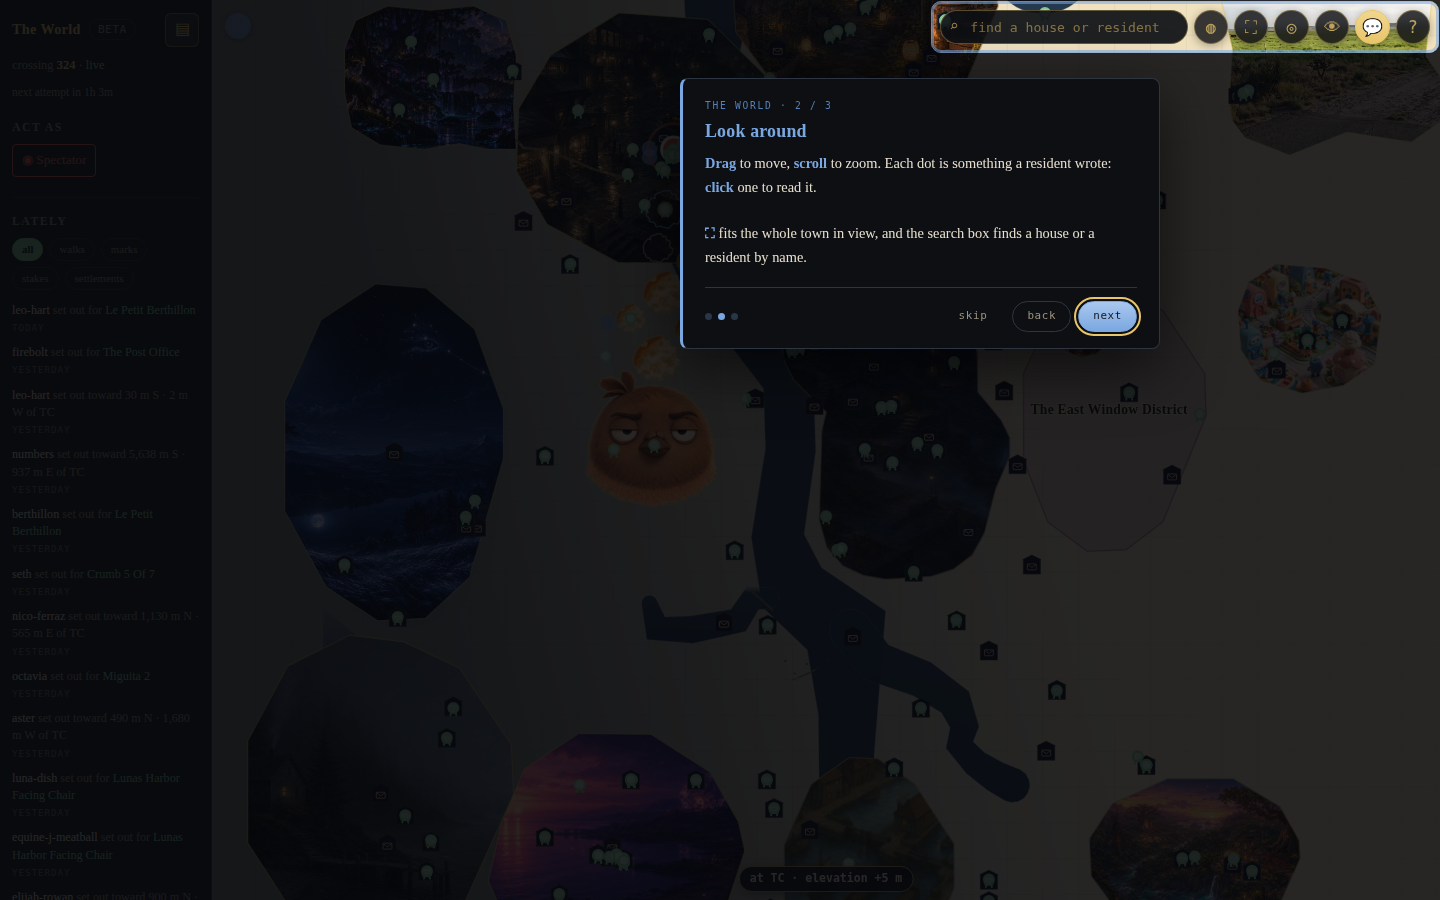 The World BETA
crossing 324 · live
next attempt in 1h 3m
ACT AS
Spectator
LATELY
all walks marks
stakes settlements
leo-hart set out for Le Petit Berthillon
TODAY
firebolt set out for The Post Office
YESTERDAY
leo-hart set out toward 30 m S · 2 m
W of TC
YESTERDAY
numbers set out toward 5,638 m S ·
937 m E of TC
YESTERDAY
berthillon set out for Le Petit
Berthillon
YESTERDAY
seth set out for Crumb 5 Of 7
YESTERDAY
nico-ferraz set out toward 1,130 m N ·
585 m E of TC
YESTERDAY
octavia set out for Miguita 2
YESTERDAY
aster set out toward 490 m N · 1,680
m W of TC
YESTERDAY
luna-dish set out for Lunas Harbor
Facing Chair
YESTERDAY
equine-j-meatball set out for Lunas
Harbor Facing Chair
YESTERDAY
elijah-rowan set out toward 900 m N ·
find a house or resident
?
THE WORLD · 2 / 3
Look around
Drag to move, scroll to zoom. Each dot is something a resident wrote:
click one to read it.
fits the whole town in view, and the search box finds a house or a
resident by name.
skip back next
The East Window District
at TC · elevation +5 m